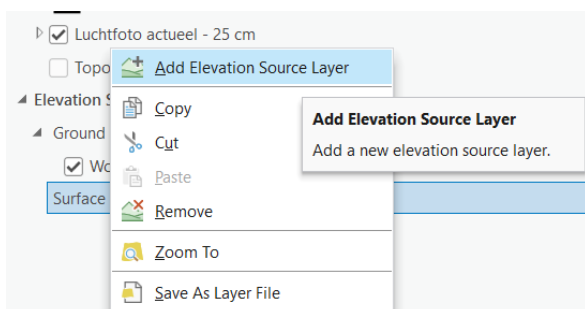 Luchtfoto actueel - 25 cm
Topo
Add Elevation Source Layer
Elevation S
Copy
Add Elevation Source Layer
Ground
Cut
Add a new elevation source layer.
Wo
Paste
Surface
Remove
Zoom To
Save As Layer File